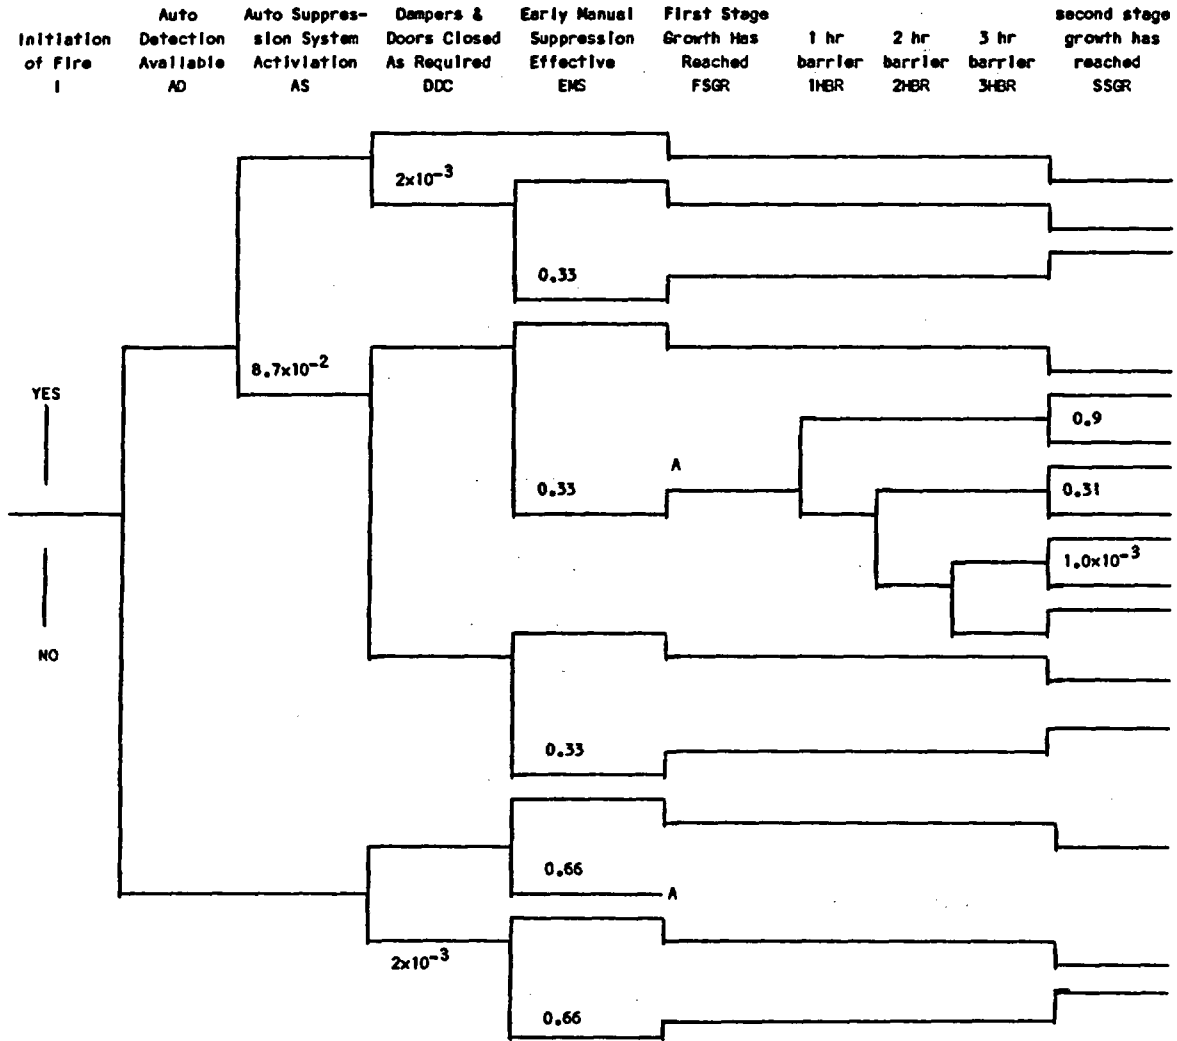 Initiation
of Fire
I
Auto
Detection
Available
AD
Auto Suppres-
sion System
Activiation
AS
Dampers &
Doors Closed
As Required
DDC
Early Manual
Suppression
Effective
EMS
First Stage
Growth Has
Reached
FSGR
1 hr
barrier
1HBR
2 hr
barrier
2HBR
3 hr
barrier
3HBR
second stage
growth has
reached
SSGR
2x10-3
0.33
8.7x10-2
YES
0.9
A
0.33
0.31
1.0x10-3
NO
0.33
0.66
A
2x10-3
0.66